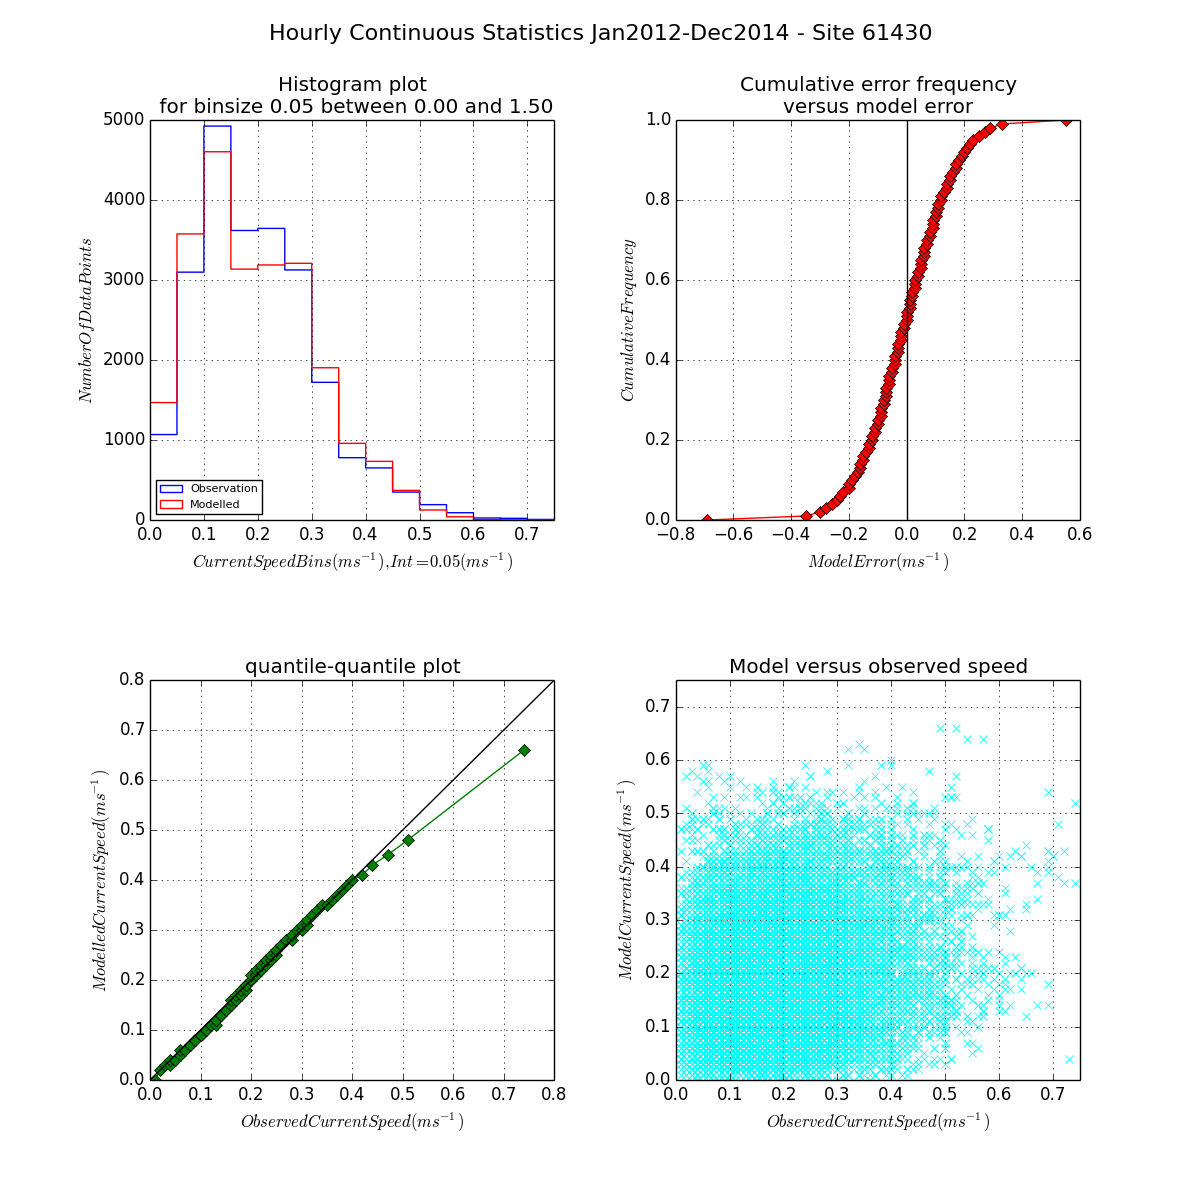 Hourly Continuous Statistics Jan2012-Dec2014 - Site 61430
Histogram plot
for binsize 0.05 between 0.00 and 1.50
5000
4000
3000
2000
1000
0
NumberOfDataPoints
Observation
Modelled
0.0 0.1 0.2 0.3 0.4 0.5 0.6 0.7
CurrentSpeedBins(ms⁻¹),Int=0.05(ms⁻¹)
Cumulative error frequency
versus model error
1.0
0.8
0.6
0.4
0.2
0.0
CumulativeFrequency
−0.8 −0.6 −0.4 −0.2 0.0 0.2 0.4 0.6
ModelError(ms⁻¹)
quantile-quantile plot
0.8
0.7
0.6
0.5
0.4
0.3
0.2
0.1
0.0
ModelledCurrentSpeed(ms⁻¹)
0.0 0.1 0.2 0.3 0.4 0.5 0.6 0.7 0.8
ObservedCurrentSpeed(ms⁻¹)
Model versus observed speed
0.7
0.6
0.5
0.4
0.3
0.2
0.1
0.0
ModelCurrentSpeed(ms⁻¹)
0.0 0.1 0.2 0.3 0.4 0.5 0.6 0.7
ObservedCurrentSpeed(ms⁻¹)